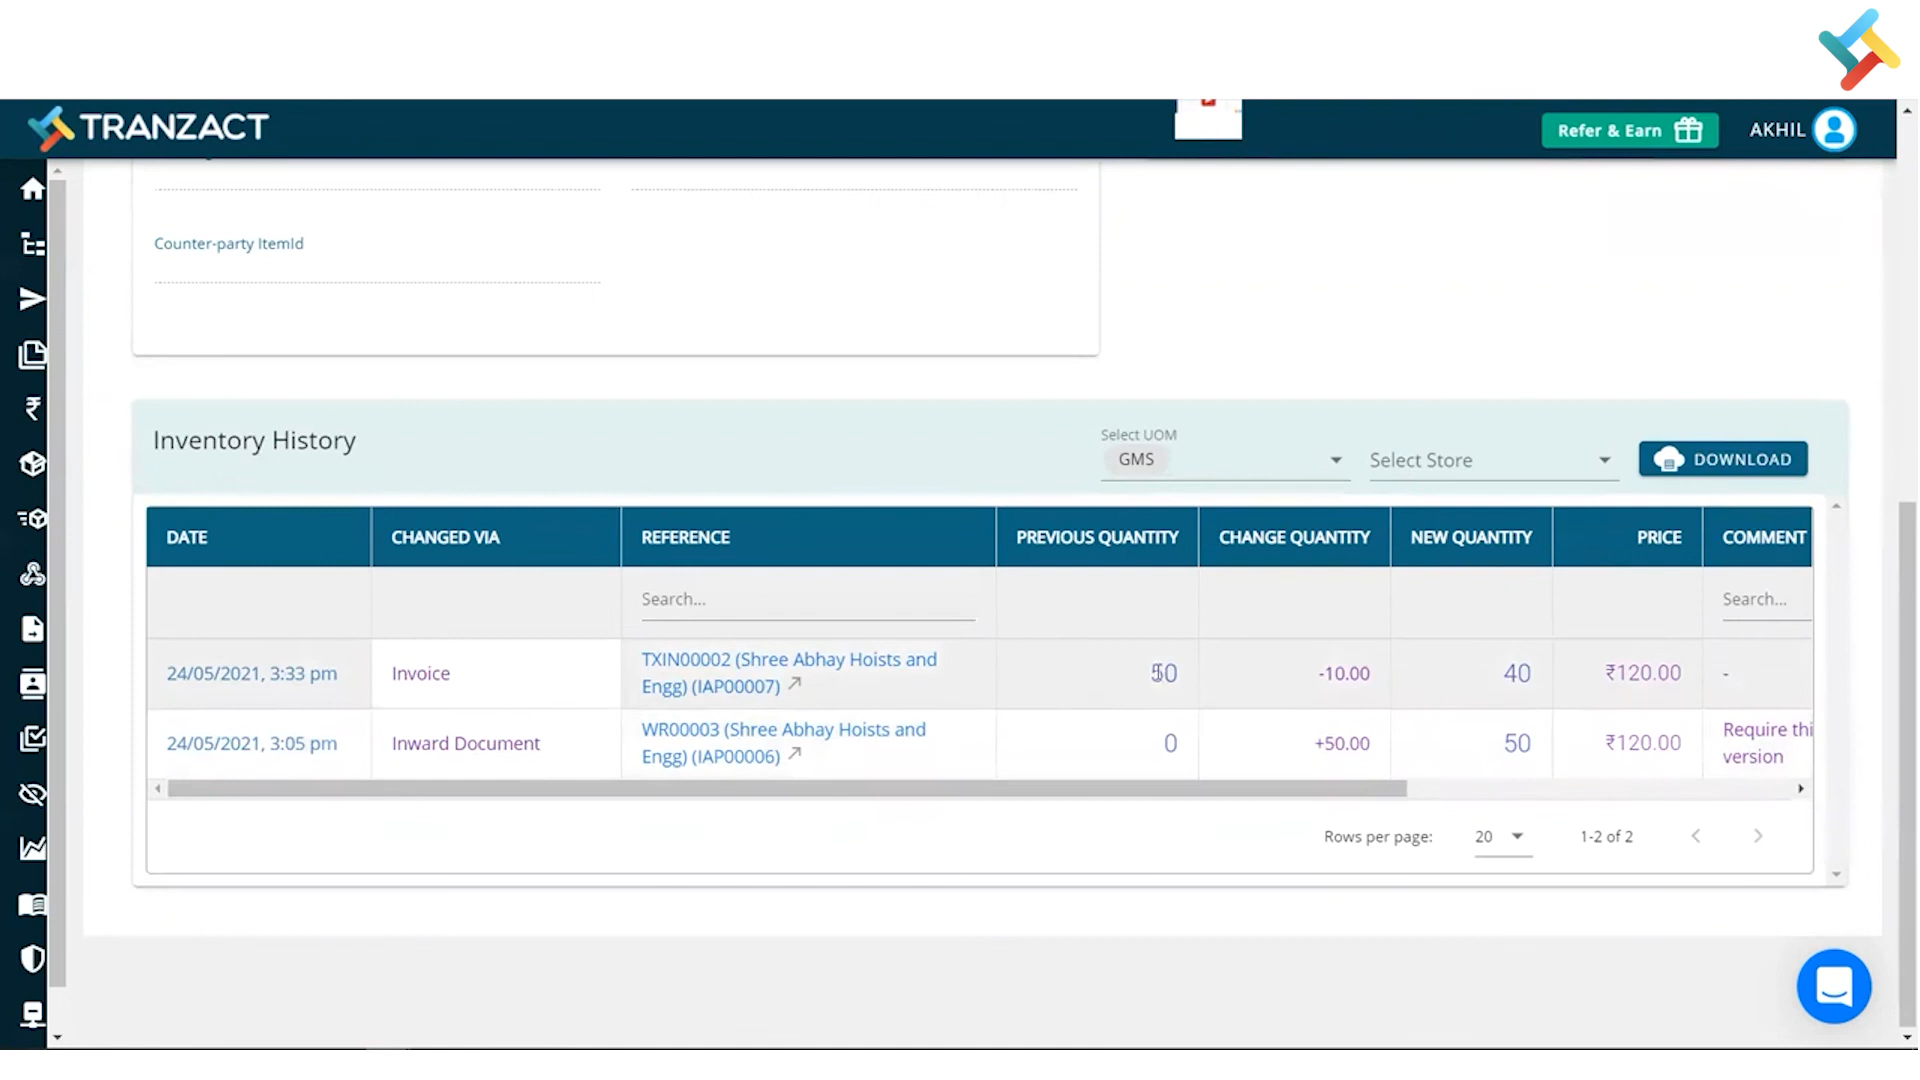 TRANZACT
Refer & Earn
AKHIL
Counter-party ItemId
Inventory History
Select UOM
GMS
Select Store
DOWNLOAD
DATE CHANGED VIA REFERENCE PREVIOUS QUANTITY CHANGE QUANTITY NEW QUANTITY PRICE COMMENT
Search... Search...
24/05/2021, 3:33 pm Invoice TXIN00002 (Shree Abhay Hoists and
Engg) (IAP00007) 50 -10.00 40 ₹120.00 -
24/05/2021, 3:05 pm Inward Document WR00003 (Shree Abhay Hoists and
Engg) (IAP00006) 0 +50.00 50 ₹120.00 Require thi
version
Rows per page: 20 1-2 of 2